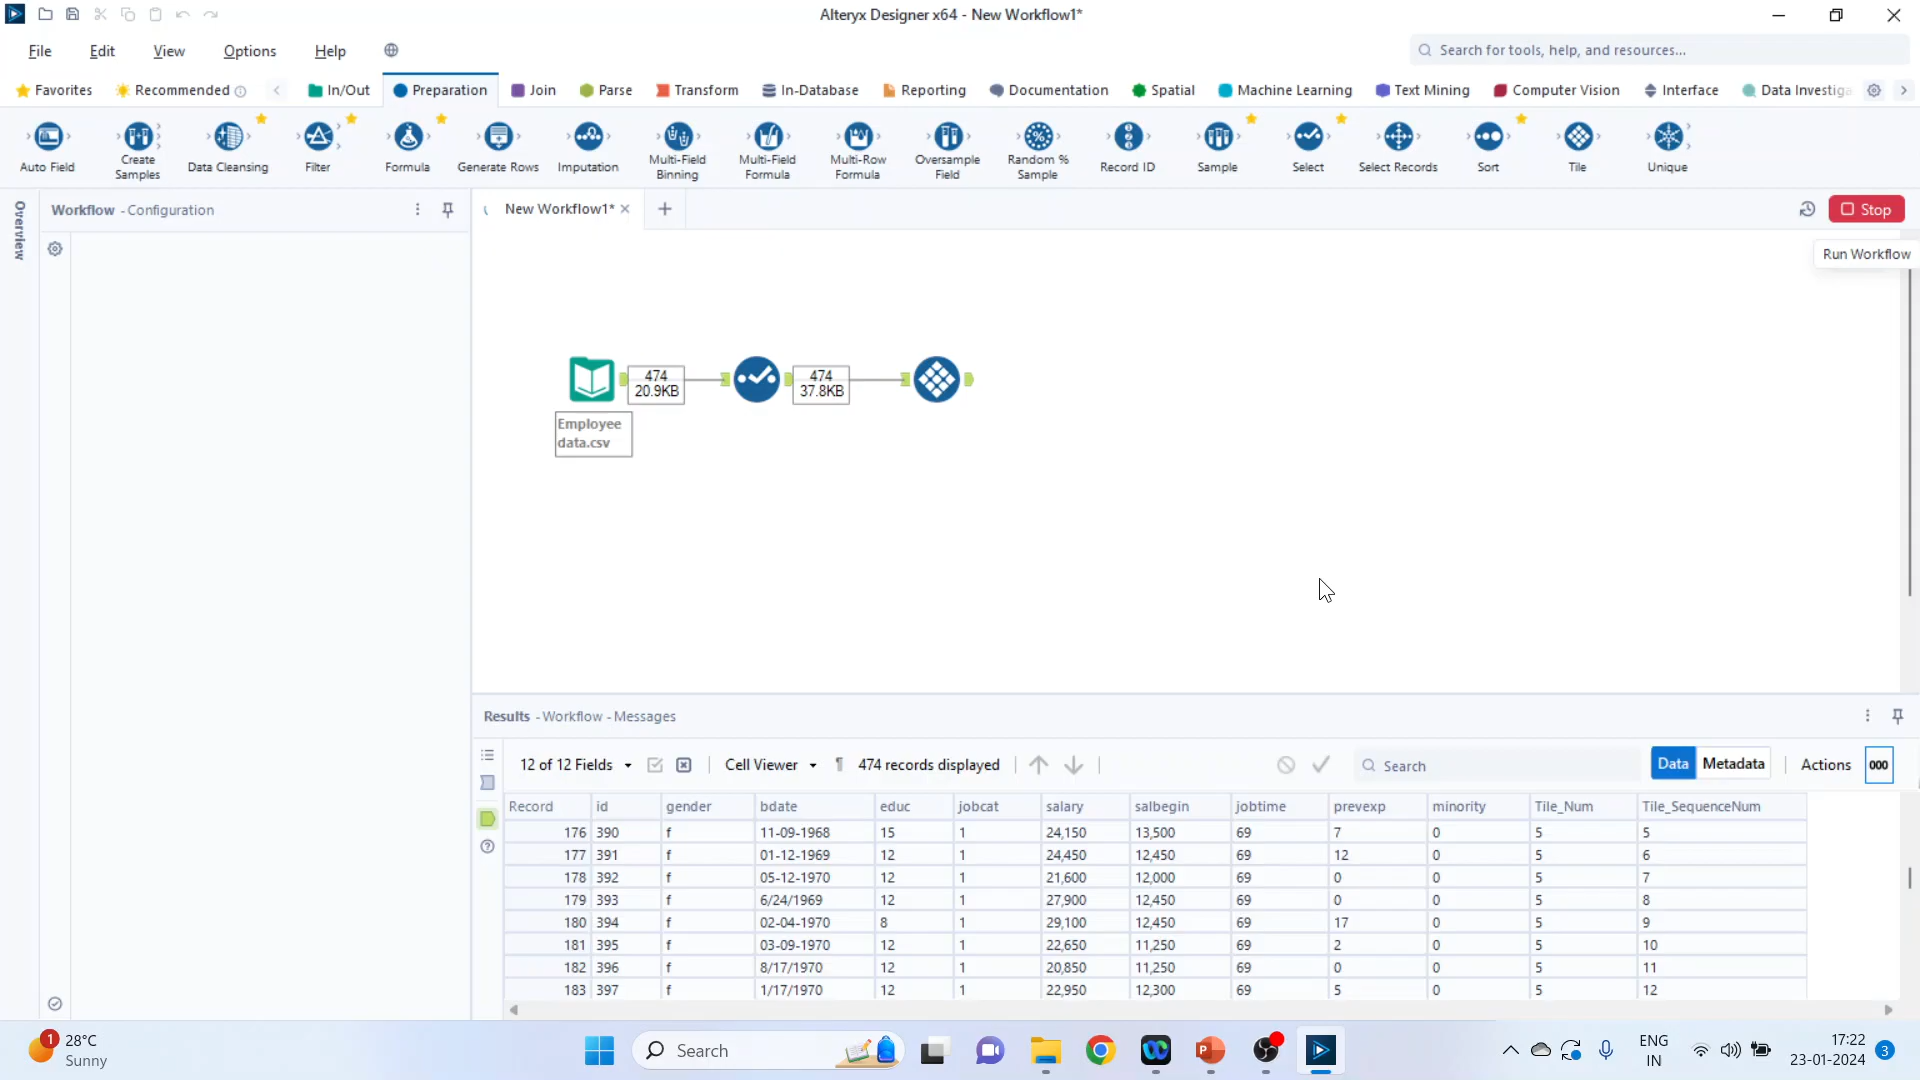 Alteryx Designer x64 - New Workflow1*
File Edit View Options Help Search for tools, help, and resources...
Favorites Recommended In/Out Preparation Join Parse Transform In-Database Reporting Documentation Spatial Machine Learning Text Mining Computer Vision Interface Data Investiga
Auto Field Create Samples Data Cleansing Filter Formula Generate Rows Imputation Multi-Field Binning Multi-Field Formula Multi-Row Formula Oversample Field Random % Sample Record ID Sample Select Select Records Sort Tile Unique
Overview
Workflow - Configuration
New Workflow1*
Stop
Run Workflow
474
20.9KB
474
37.8KB
Employee
data.csv
Results - Workflow - Messages
12 of 12 Fields Cell Viewer 474 records displayed Search Data Metadata Actions 000
Record id gender bdate educ jobcat salary salbegin jobtime prevexp minority Tile_Num Tile_SequenceNum
176 390 f 11-09-1968 15 1 24,150 13,500 69 7 0 5 5
177 391 f 01-12-1969 12 1 24,450 12,450 69 12 0 5 6
178 392 f 05-12-1970 12 1 21,600 12,000 69 0 0 5 7
179 393 f 6/24/1969 12 1 27,900 12,450 69 0 0 5 8
180 394 f 02-04-1970 8 1 29,100 12,450 69 17 0 5 9
181 395 f 03-09-1970 12 1 22,650 11,250 69 2 0 5 10
182 396 f 8/17/1970 12 1 20,850 11,250 69 0 0 5 11
183 397 f 1/17/1970 12 1 22,950 12,300 69 5 0 5 12
1 28°C
Sunny
Search
ENG
IN
17:22
23-01-2024
3